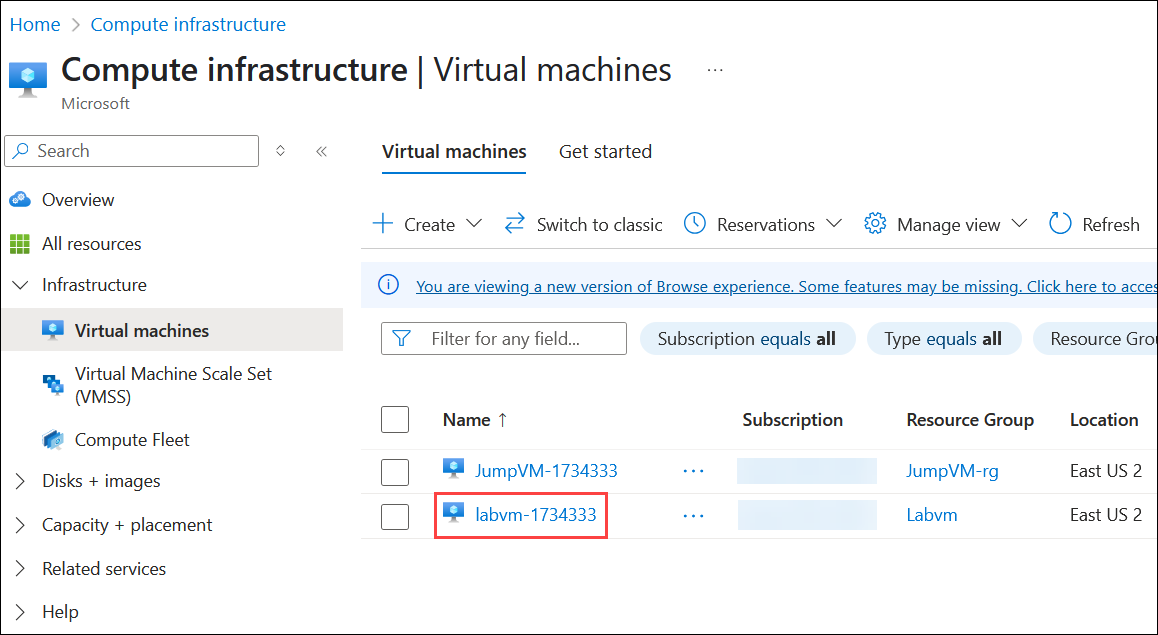 Home > Compute infrastructure
Compute infrastructure | Virtual machines ...
Microsoft
Search
Overview
All resources
Infrastructure
Virtual machines
Virtual Machine Scale Set
(VMSS)
Compute Fleet
Disks + images
Capacity + placement
Related services
Help
Virtual machines Get started
Create Switch to classic Reservations Manage view Refresh
You are viewing a new version of Browse experience. Some features may be missing. Click here to acces
Filter for any field... Subscription equals all Type equals all Resource Grou
Name ↑ Subscription Resource Group Location
JumpVM-1734333 ... JumpVM-rg East US 2
labvm-1734333 ... Labvm East US 2